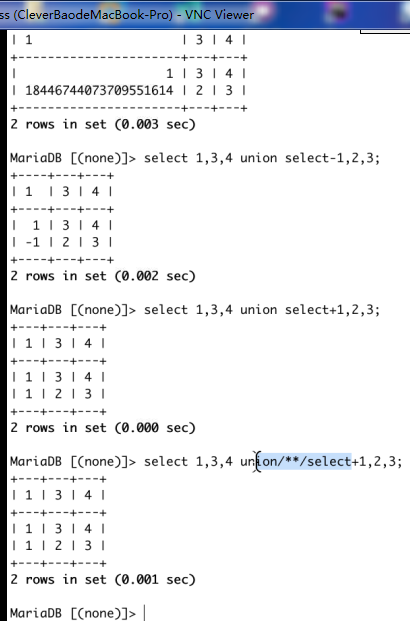 ss (CleverBaodeMacBook-Pro) - VNC Viewer
| 1                    | 3 | 4 |
+----------------------+---+---+
|                    1 | 3 | 4 |
| 18446744073709551614 | 2 | 3 |
+----------------------+---+---+
2 rows in set (0.003 sec)
MariaDB [(none)]> select 1,3,4 union select-1,2,3;
+----+---+---+
| 1  | 3 | 4 |
+----+---+---+
|  1 | 3 | 4 |
| -1 | 2 | 3 |
+----+---+---+
2 rows in set (0.002 sec)
MariaDB [(none)]> select 1,3,4 union select+1,2,3;
+---+---+---+
| 1 | 3 | 4 |
+---+---+---+
| 1 | 3 | 4 |
| 1 | 2 | 3 |
+---+---+---+
2 rows in set (0.000 sec)
MariaDB [(none)]> select 1,3,4 union/**/select+1,2,3;
+---+---+---+
| 1 | 3 | 4 |
+---+---+---+
| 1 | 3 | 4 |
| 1 | 2 | 3 |
+---+---+---+
2 rows in set (0.001 sec)
MariaDB [(none)]>